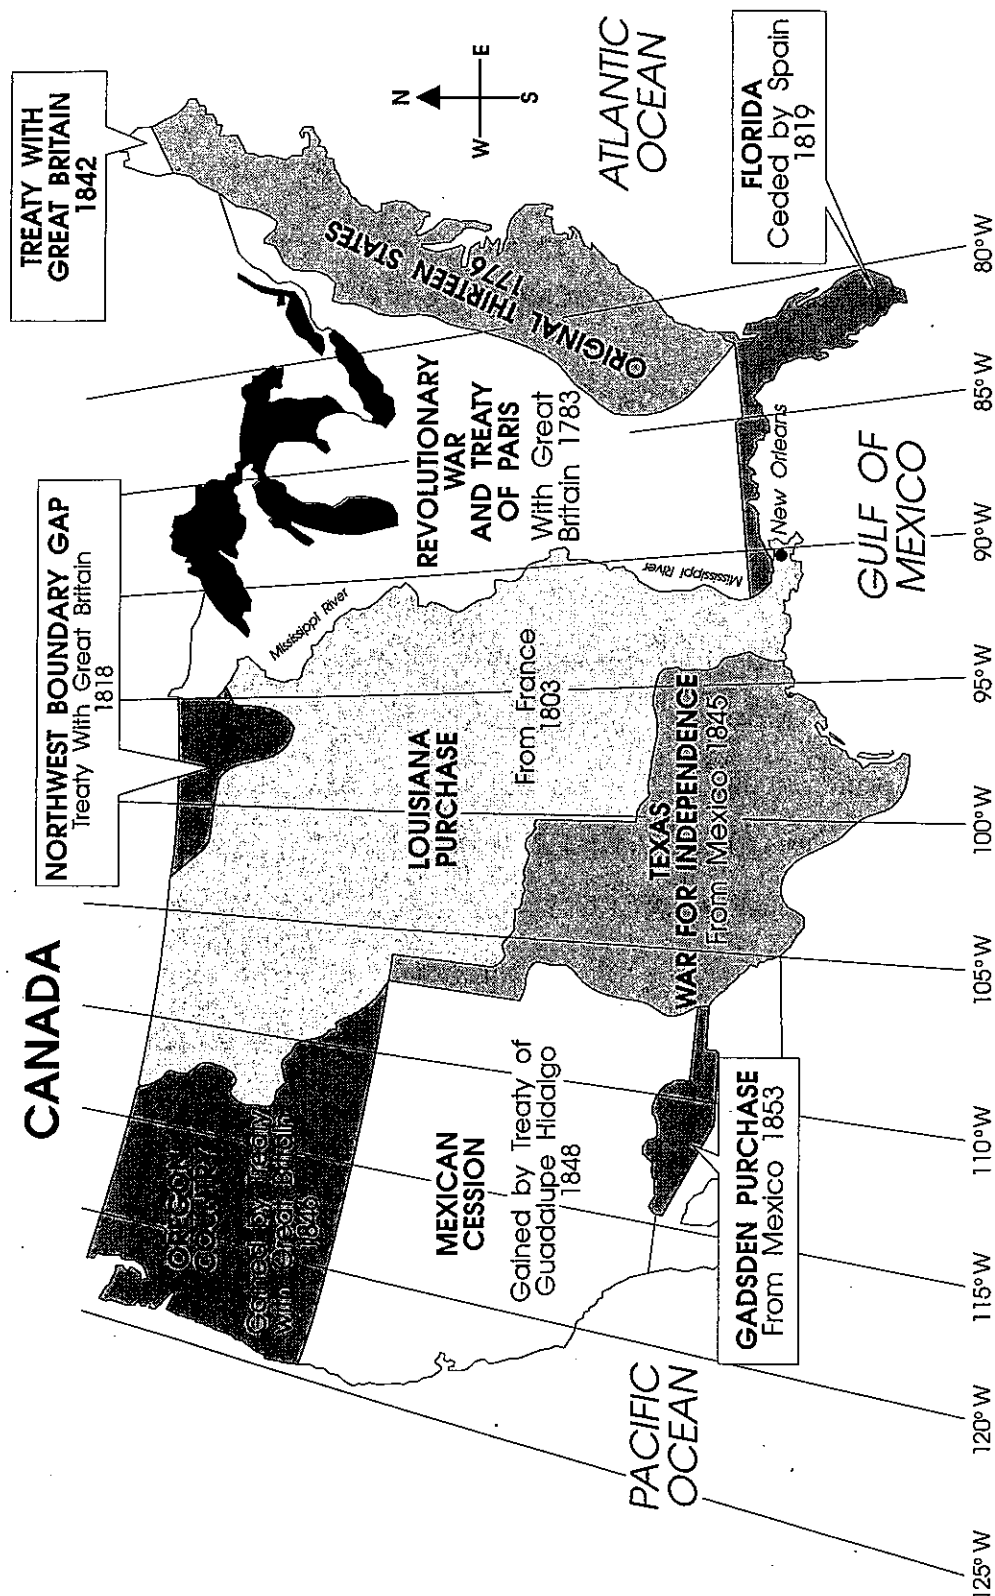 CANADA
NORTHWEST BOUNDARY GAP
Treaty With Great Britain
1818
TREATY WITH
GREAT BRITAIN
1842
N
W
E
S
OREGON
COUNTRY
Gained by Treaty
with Great Britain
1846
LOUISIANA
PURCHASE
From France
1803
Mississippi River
REVOLUTIONARY
WAR
AND TREATY
OF PARIS
With Great
Britain 1783
ORIGINAL THIRTEEN STATES
1776
ATLANTIC
OCEAN
MEXICAN
CESSION
Gained by Treaty of
Guadalupe Hidalgo
1848
TEXAS
WAR FOR INDEPENDENCE
From Mexico 1845
Mississippi River
New Orleans
FLORIDA
Ceded by Spain
1819
PACIFIC
OCEAN
GADSDEN PURCHASE
From Mexico 1853
GULF OF
MEXICO
125°W
120°W
115°W
110°W
105°W
100°W
95°W
90°W
85°W
80°W